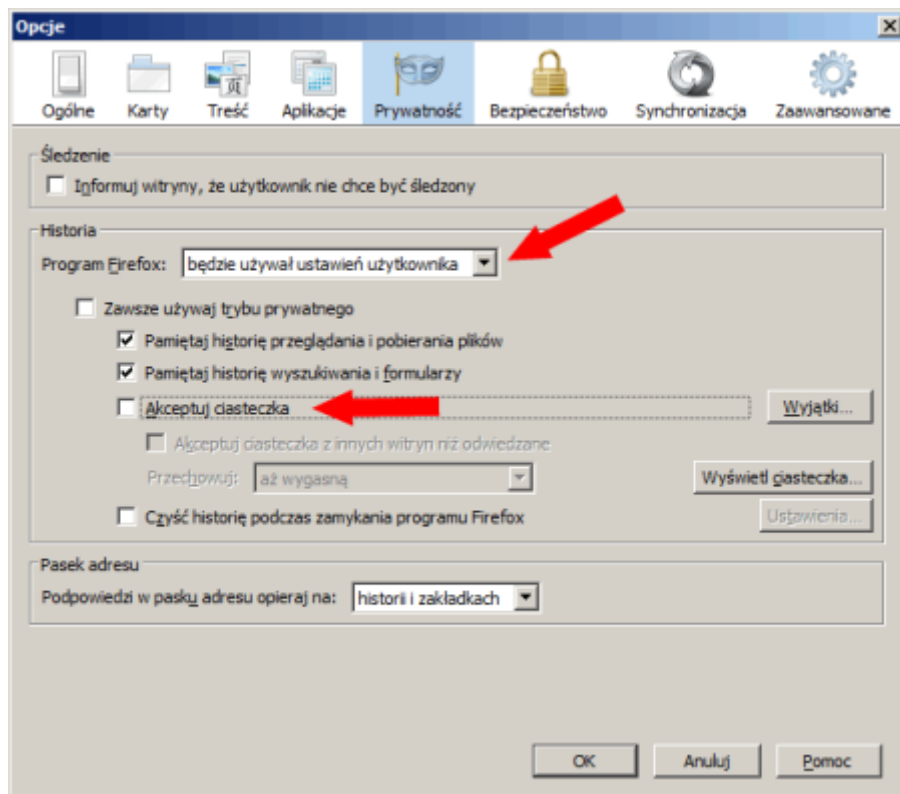 Opcje
Ogólne Karty Treść Aplikacje Prywatność Bezpieczeństwo Synchronizacja Zaawansowane
Śledzenie
Informuj witryny, że użytkownik nie chce być śledzony
Historia
Program Firefox: będzie używał ustawień użytkownika
Zawsze używaj trybu prywatnego
Pamiętaj historię przeglądania i pobierania plików
Pamiętaj historię wyszukiwania i formularzy
Akceptuj ciasteczka Wyjątki...
Akceptuj ciasteczka z innych witryn niż odwiedzane
Przechowuj: aż wygasną Wyświetl ciasteczka...
Czyść historię podczas zamykania programu Firefox Ustawienia...
Pasek adresu
Podpowiedzi w pasku adresu opieraj na: historii i zakładkach
OK Anuluj Pomoc